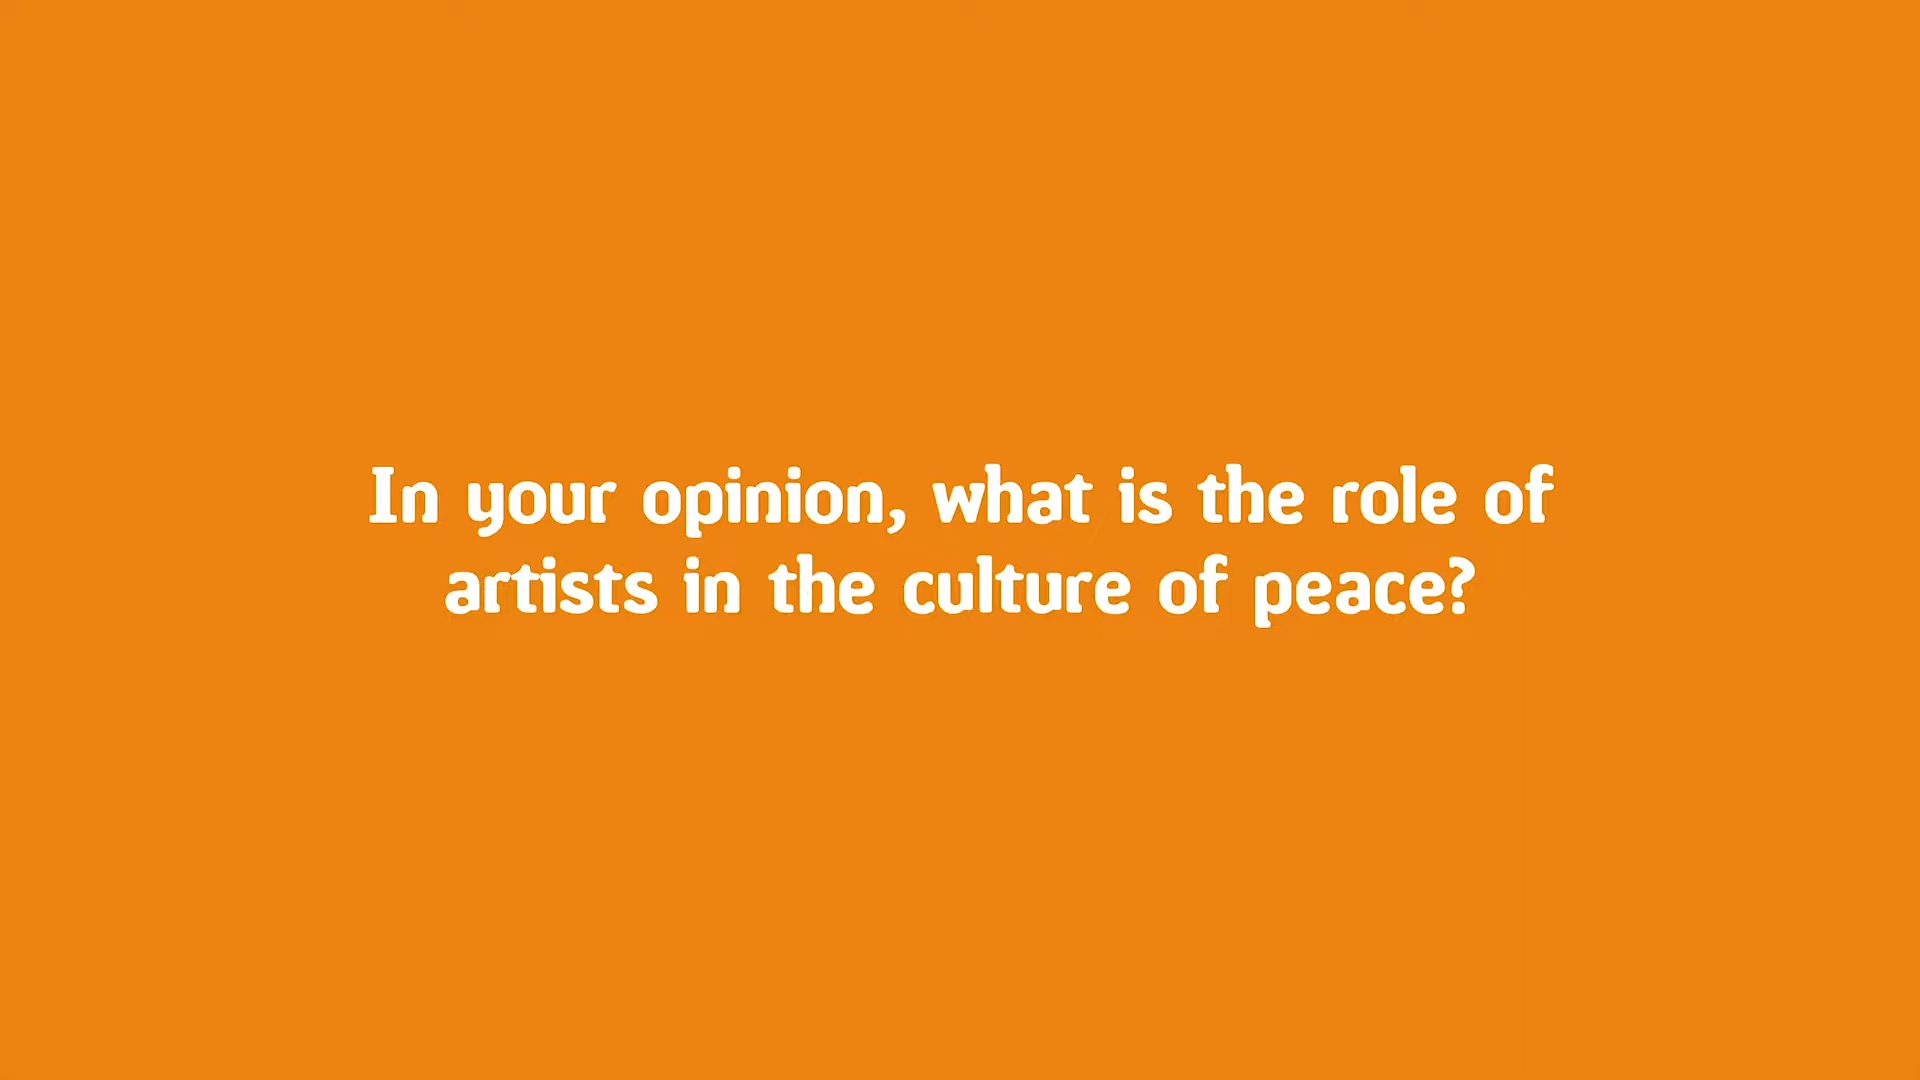 In your opinion, what is the role of
artists in the culture of peace?